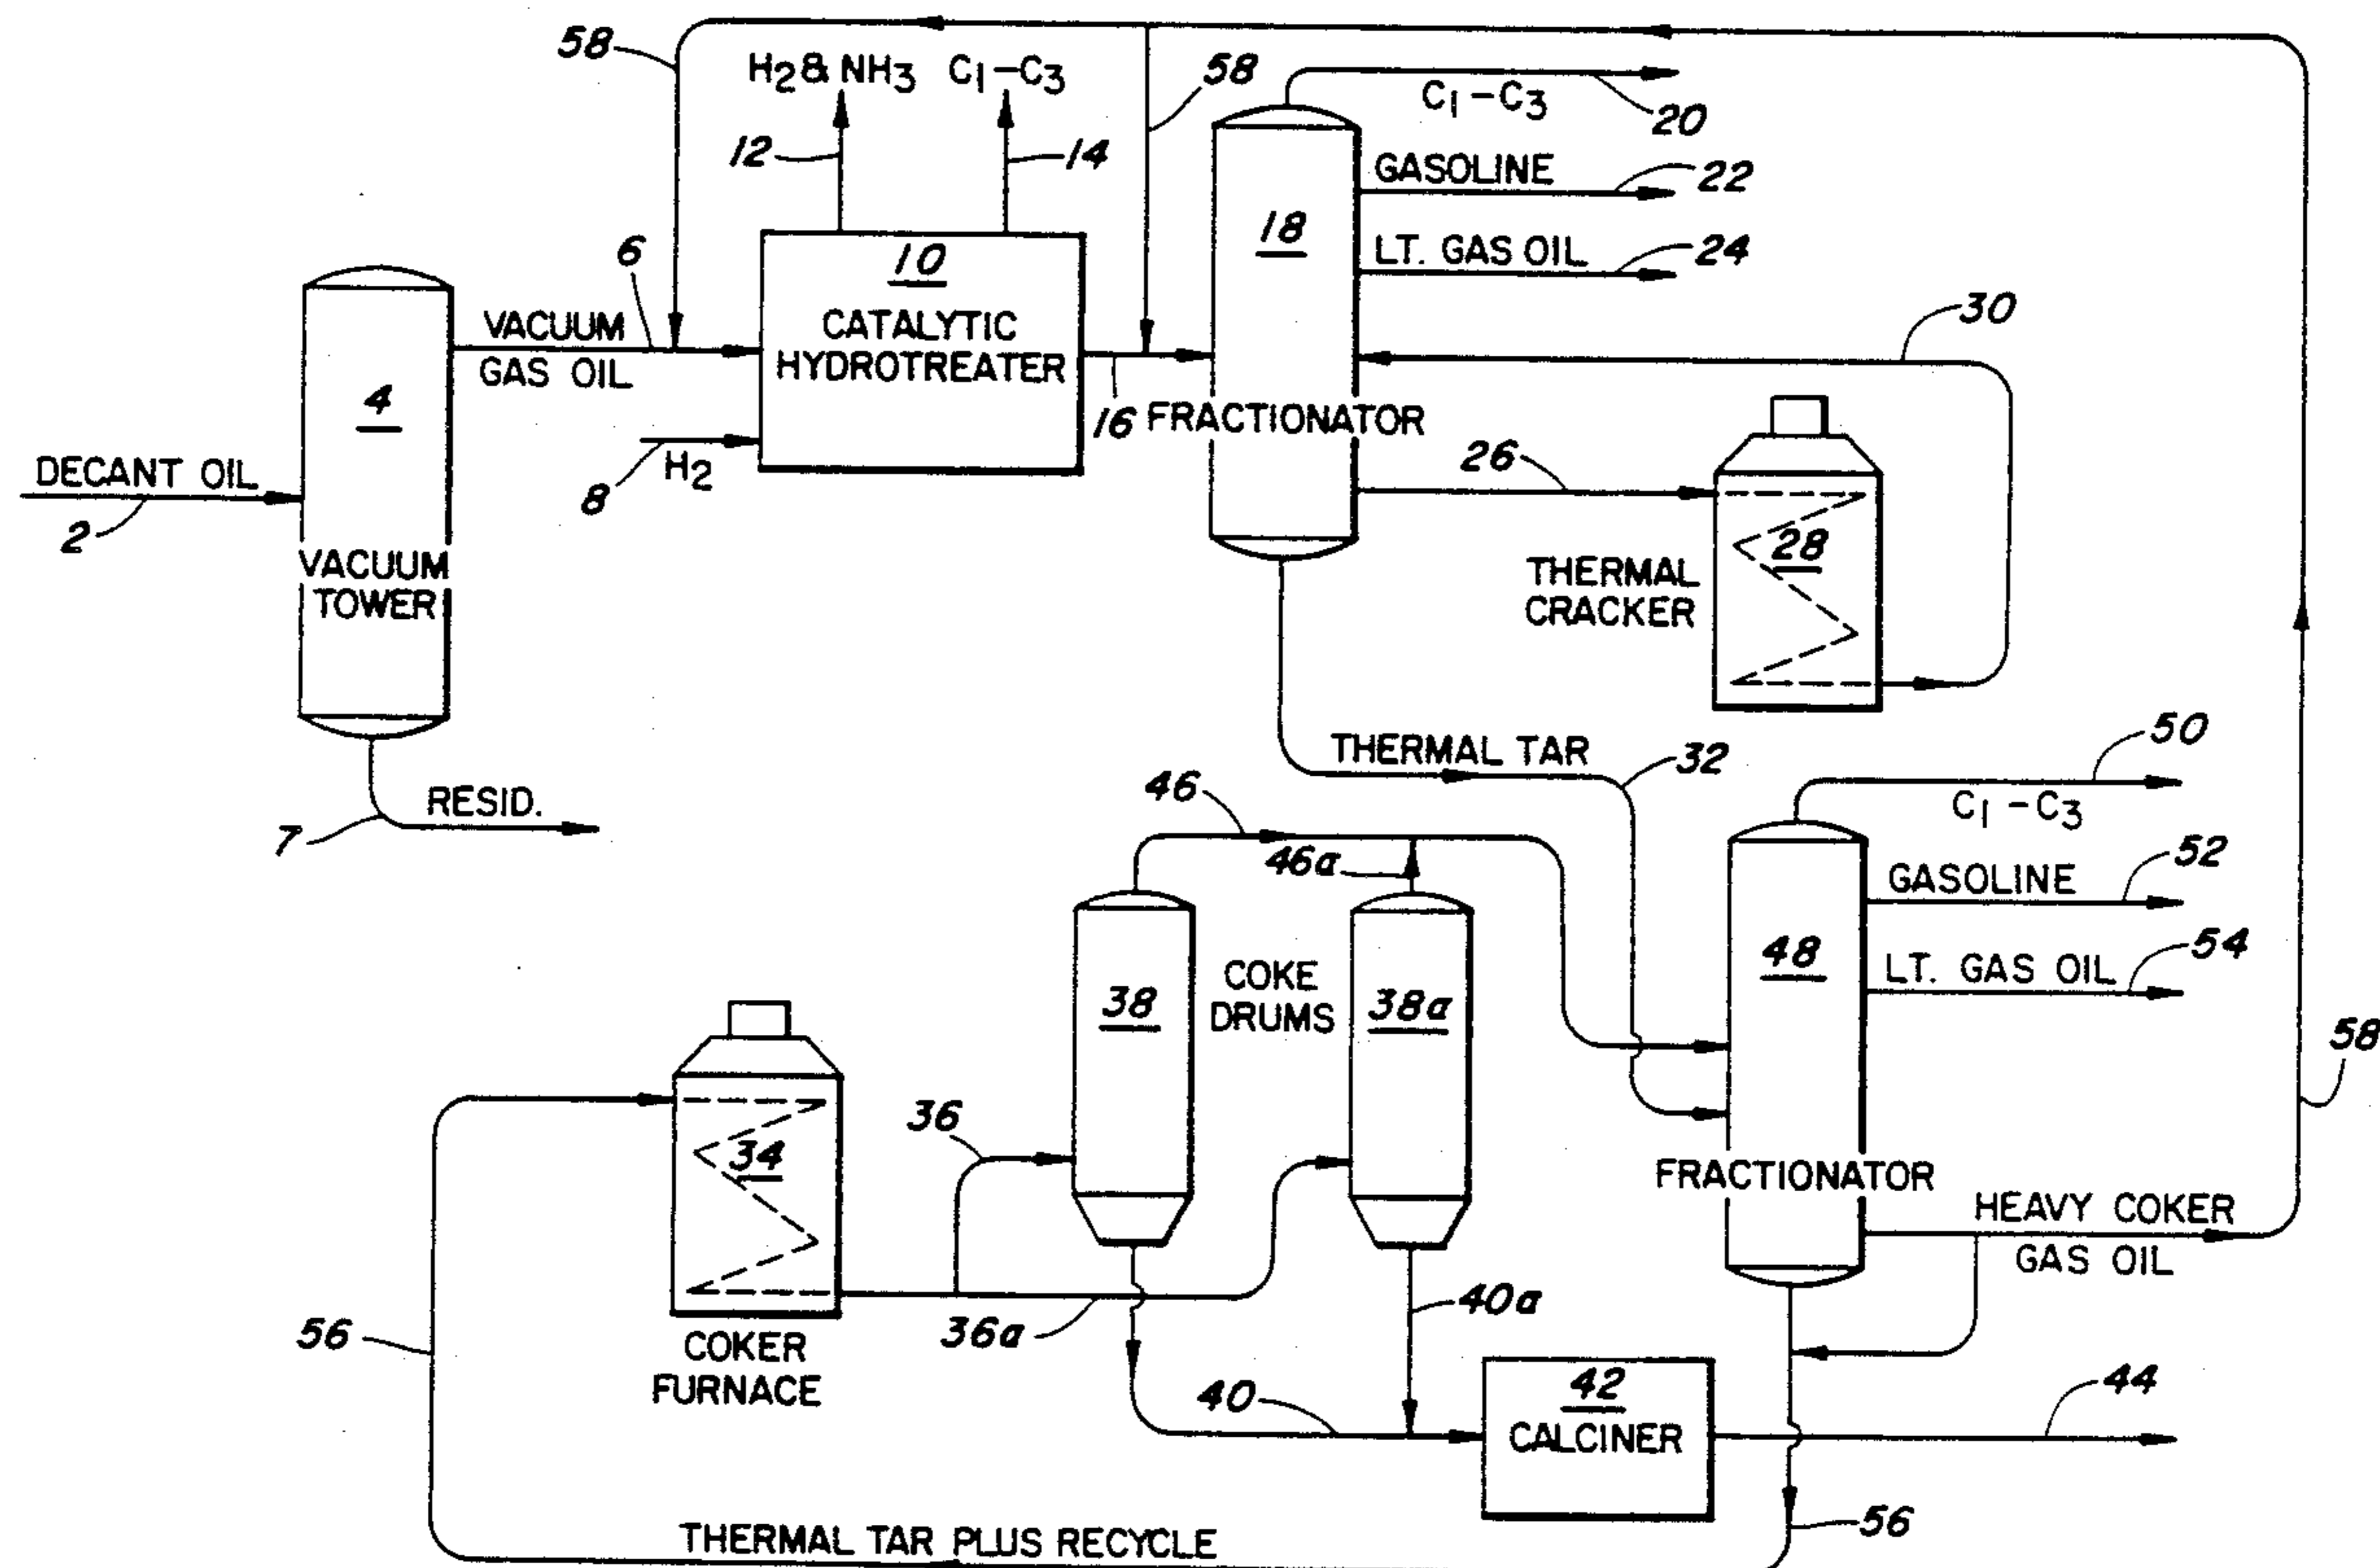 58
H2 & NH3
C1-C3
58
C1-C3
20
12
14
GASOLINE
22
18
LT. GAS OIL
24
6
10
30
VACUUM
GAS OIL
CATALYTIC
HYDROTREATER
4
16
FRACTIONATOR
26
DECANT OIL
2
8
H2
28
VACUUM
TOWER
THERMAL
CRACKER
50
THERMAL TAR
32
46
RESID.
7
C1-C3
46a
52
GASOLINE
48
54
LT. GAS OIL
38
COKE
DRUMS
38a
58
36
34
FRACTIONATOR
HEAVY COKER
GAS OIL
40a
56
36a
COKER
FURNACE
40
42
CALCINER
44
56
THERMAL TAR PLUS RECYCLE